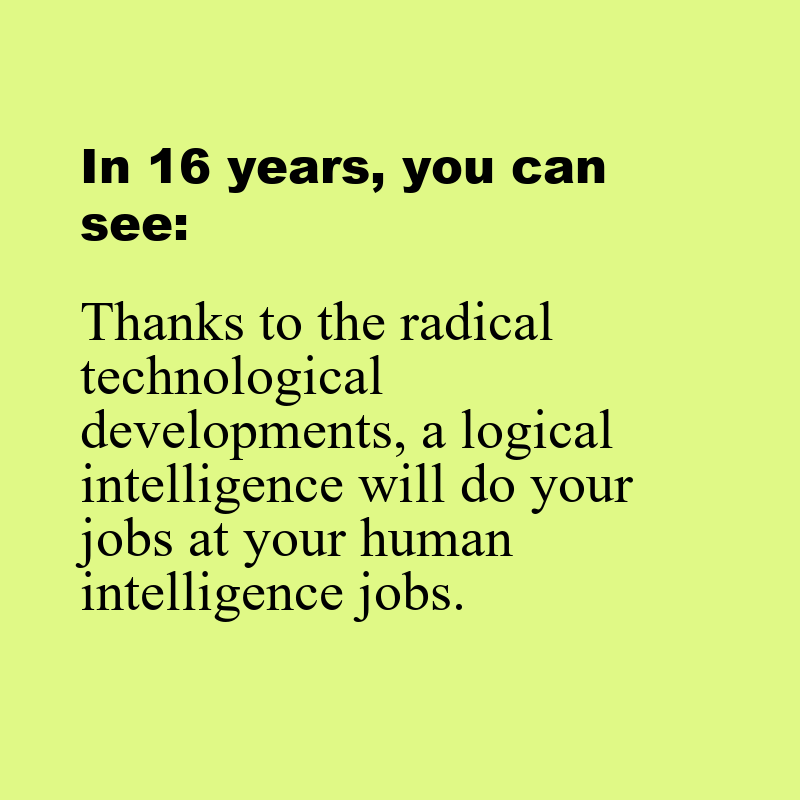 In 16 years, you can
see:
Thanks to the radical
technological
developments, a logical
intelligence will do your
jobs at your human
intelligence jobs.